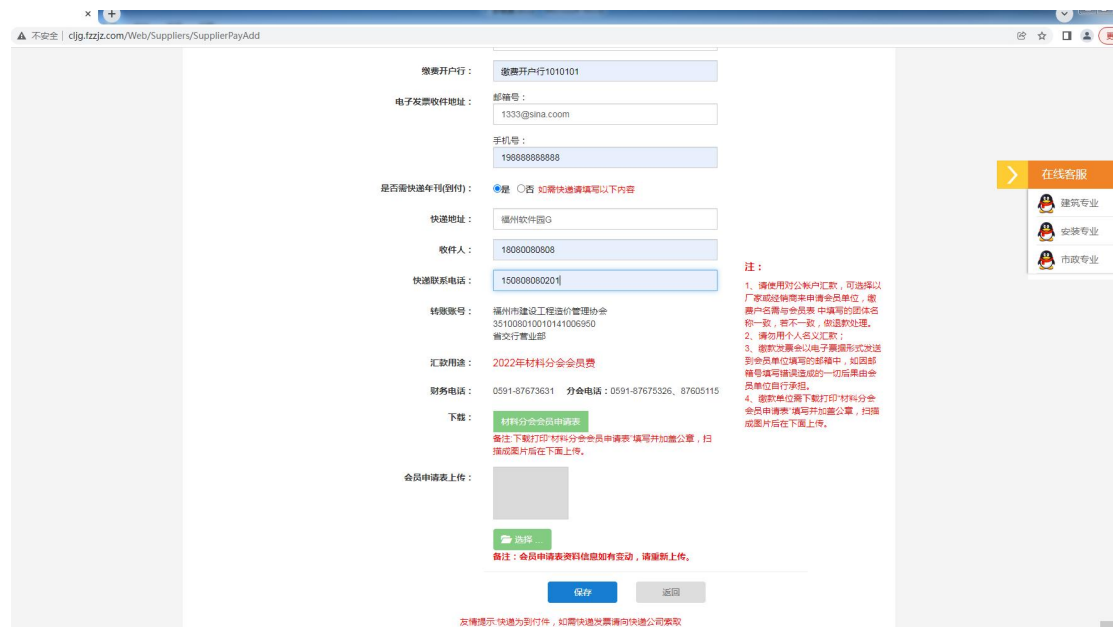 不安全 cljg.fzzjz.com/Web/Suppliers/SupplierPayAdd
缴费开户行：
缴费开户行1010101
电子发票收件地址：
邮箱号：
1333@sina.coom
手机号：
198888888888
是否需快递年刊(到付)：
是 否 如需快递请填写以下内容
快递地址：
福州软件园G
收件人：
18080080808
快递联系电话：
150808080201
转账账号：
福州市建设工程造价管理协会
351008010010141006950
省交行营业部
汇款用途：
2022年材料分会会员费
财务电话：
0591-87673631 分会电话：0591-87675326、87605115
下载：
材料分会会员申请表
备注:下载打印"材料分会会员申请表"填写并加盖公章，扫
描成图片后在下面上传。
会员申请表上传：
选择 ...
备注：会员申请表资料信息如有变动，请重新上传。
保存
返回
友情提示:快递为到付件，如需快递发票请向快递公司索取
注：
1、请使用对公帐户汇款，可选择以
厂家或经销商来申请会员单位，缴
费户名需与会员表 中填写的团体名
称一致，若不一致，做退款处理。
2、请勿用个人名义汇款；
3、缴款发票会以电子票据形式发送
到会员单位填写的邮箱中，如因邮
箱号填写错误造成的一切后果由会
员单位自行承担。
4、缴款单位需下载打印"材料分会
会员申请表"填写并加盖公章，扫描
成图片后在下面上传。
在线客服
建筑专业
安装专业
市政专业